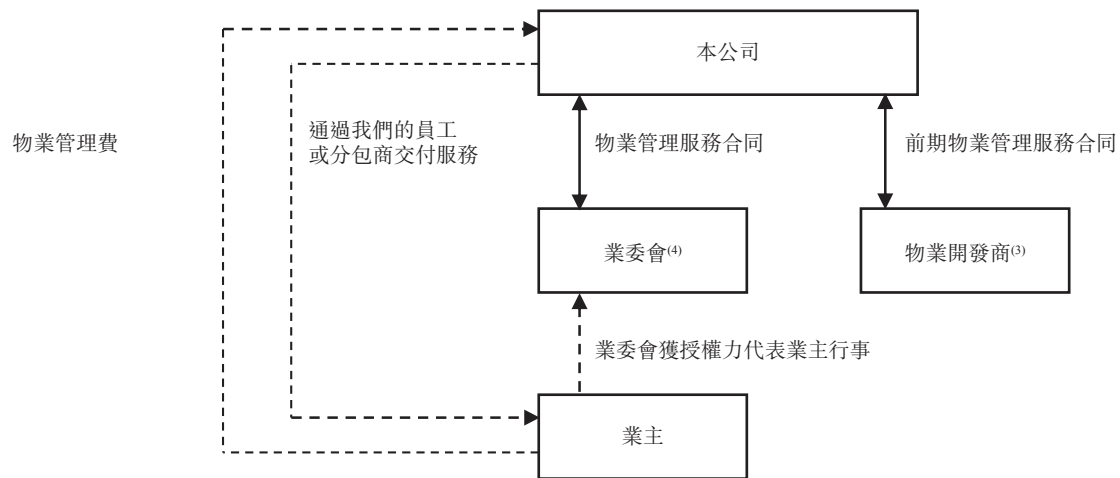 本公司
物業管理費
通過我們的員工
或分包商交付服務
物業管理服務合同
前期物業管理服務合同
業委會(4)
物業開發商(3)
業委會獲授權力代表業主行事
業主